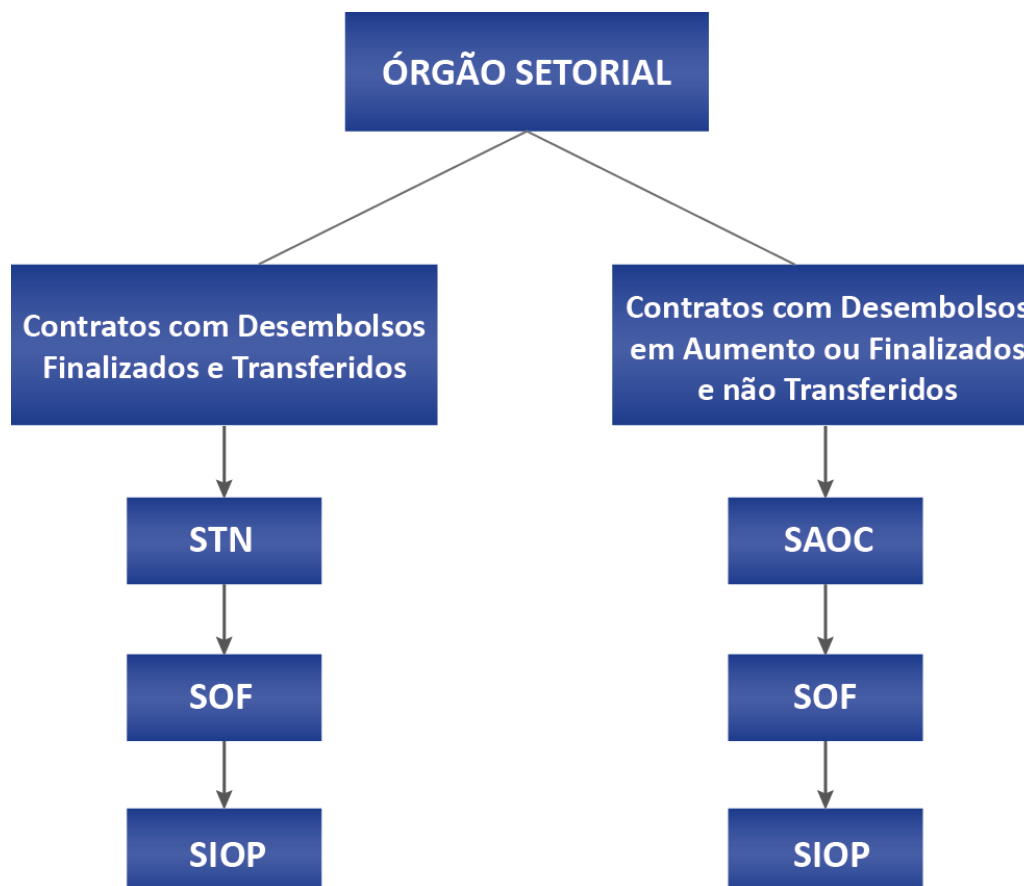 ÓRGÃO SETORIAL
Contratos com Desembolsos
Finalizados e Transferidos
Contratos com Desembolsos
em Aumento ou Finalizados
e não Transferidos
STN
SAOC
SOF
SOF
SIOP
SIOP